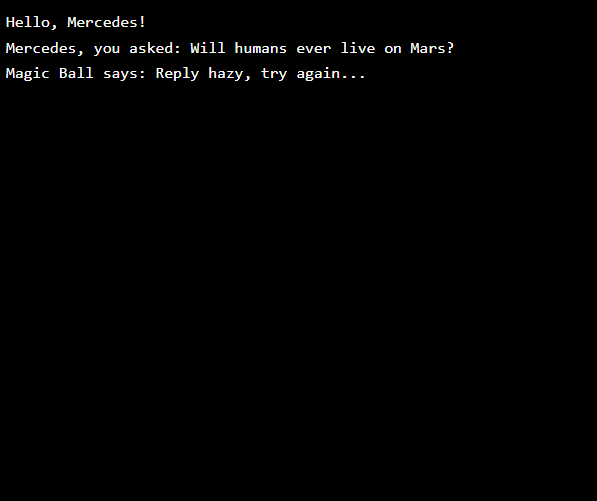 Hello, Mercedes!
Mercedes, you asked: Will humans ever live on Mars?
Magic Ball says: Reply hazy, try again...